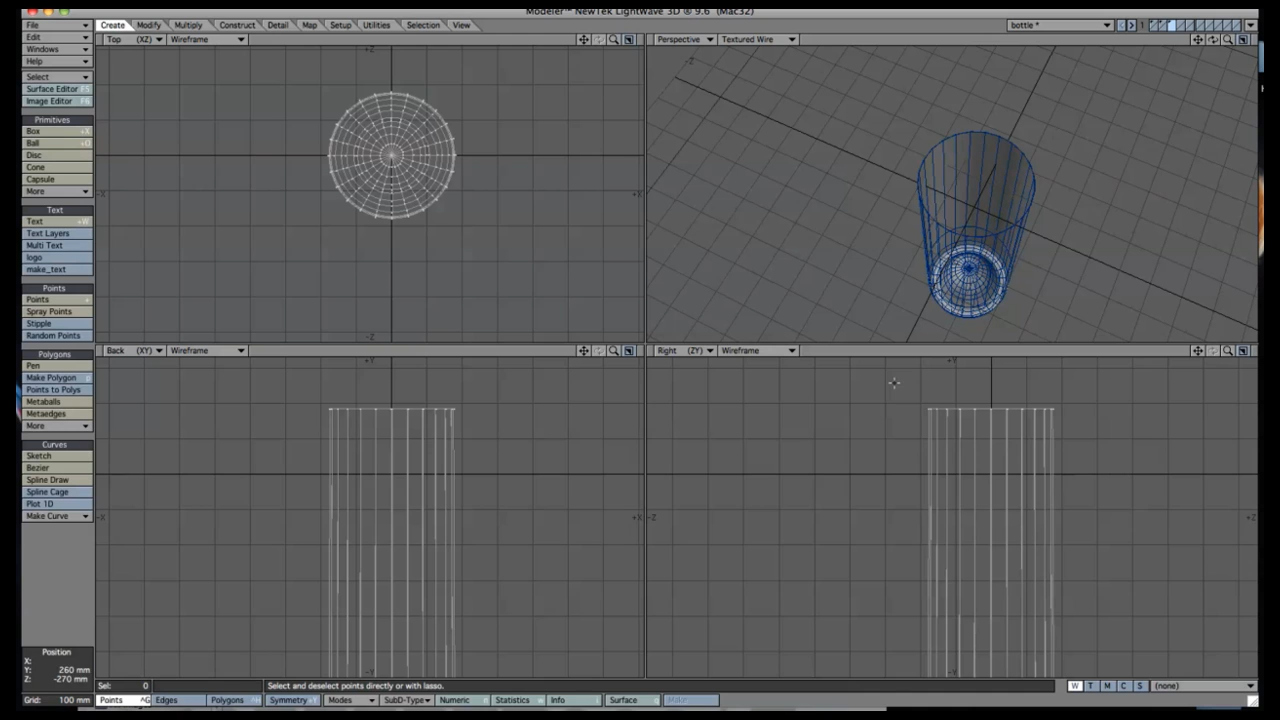 Modeler™ NewTek LightWave 3D ® 9.6 (Mac32)
File
Create
Modify
Multiply
Construct
Detail
Map
Setup
Utilities
Selection
View
bottle *
1
Edit
Windows
Help
Select
Surface Editor F5
Image Editor F6
Primitives
Box +X
Ball +O
Disc
Cone
Capsule
More
Text
Text +W
Text Layers
Multi Text
logo
make_text
Points
Points +
Spray Points
Stipple
Random Points
Polygons
Pen
Make Polygon p
Points to Polys
Metaballs
Metaedges
More
Curves
Sketch
Bezier
Spline Draw
Spline Cage
Plot 1D
Make Curve
Top (XZ) Wireframe
+Z
-X
+X
-Z
Perspective Textured Wire
-Z
Back (XY) Wireframe
+Y
-X
+X
-Y
Right (ZY) Wireframe
+Y
-Z
+Z
-Y
Position
X:
Y: 260 mm
Z: -270 mm
Grid: 100 mm
Sel: 0
Select and deselect points directly or with lasso.
W T M C S (none)
Points ^G
Edges
Polygons
Symmetry
Modes
SubD-Type
Numeric n
Statistics w
Info i
Surface q